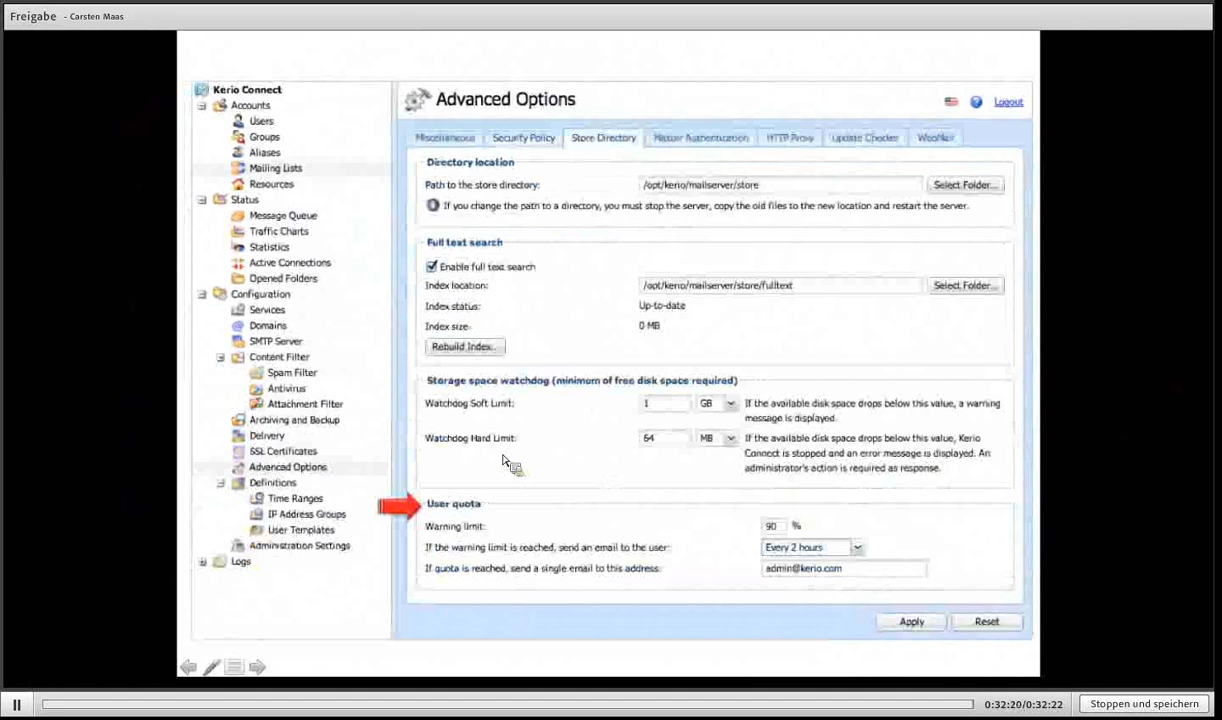 Freigabe - Carsten Maas
Kerio Connect
Accounts
Users
Groups
Aliases
Mailing Lists
Resources
Status
Message Queue
Traffic Charts
Statistics
Active Connections
Opened Folders
Configuration
Services
Domains
SMTP Server
Content Filter
Spam Filter
Antivirus
Attachment Filter
Archiving and Backup
Delivery
SSL Certificates
Advanced Options
Definitions
Time Ranges
IP Address Groups
User Templates
Administration Settings
Logs
Advanced Options
Logout
Miscellaneous Security Policy Store Directory Master Authentication HTTP Proxy Update Checker WebMail
Directory location
Path to the store directory: /opt/kerio/mailserver/store Select Folder...
If you change the path to a directory, you must stop the server, copy the old files to the new location and restart the server.
Full text search
Enable full text search
Index location: /opt/kerio/mailserver/store/fulltext Select Folder...
Index status: Up-to-date
Index size: 0 MB
Rebuild Index...
Storage space watchdog (minimum of free disk space required)
Watchdog Soft Limit: 1 GB If the available disk space drops below this value, a warning
message is displayed.
Watchdog Hard Limit: 64 MB If the available disk space drops below this value, Kerio
Connect is stopped and an error message is displayed. An
administrator's action is required as response.
User quota
Warning limit: 90 %
If the warning limit is reached, send an email to the user: Every 2 hours
If quota is reached, send a single email to this address: admin@kerio.com
Apply Reset
0:32:20/0:32:22 Stoppen und speichern